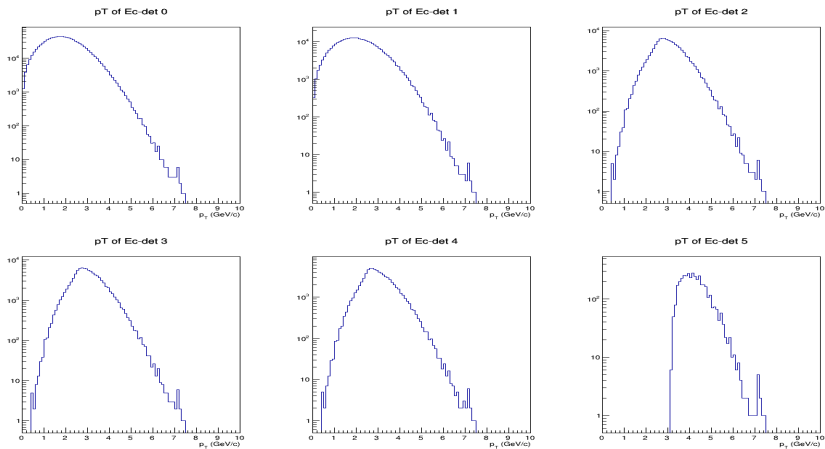 pT of Ec-det 0
10⁴
10³
10²
10
1
0 1 2 3 4 5 6 7 8 9 10
p_T (GeV/c)
pT of Ec-det 1
10⁴
10³
10²
10
1
0 1 2 3 4 5 6 7 8 9 10
p_T (GeV/c)
pT of Ec-det 2
10⁴
10³
10²
10
1
0 1 2 3 4 5 6 7 8 9 10
p_T (GeV/c)
pT of Ec-det 3
10⁴
10³
10²
10
1
0 1 2 3 4 5 6 7 8 9 10
p_T (GeV/c)
pT of Ec-det 4
10³
10²
10
1
0 1 2 3 4 5 6 7 8 9 10
p_T (GeV/c)
pT of Ec-det 5
10²
10
1
0 1 2 3 4 5 6 7 8 9 10
p_T (GeV/c)